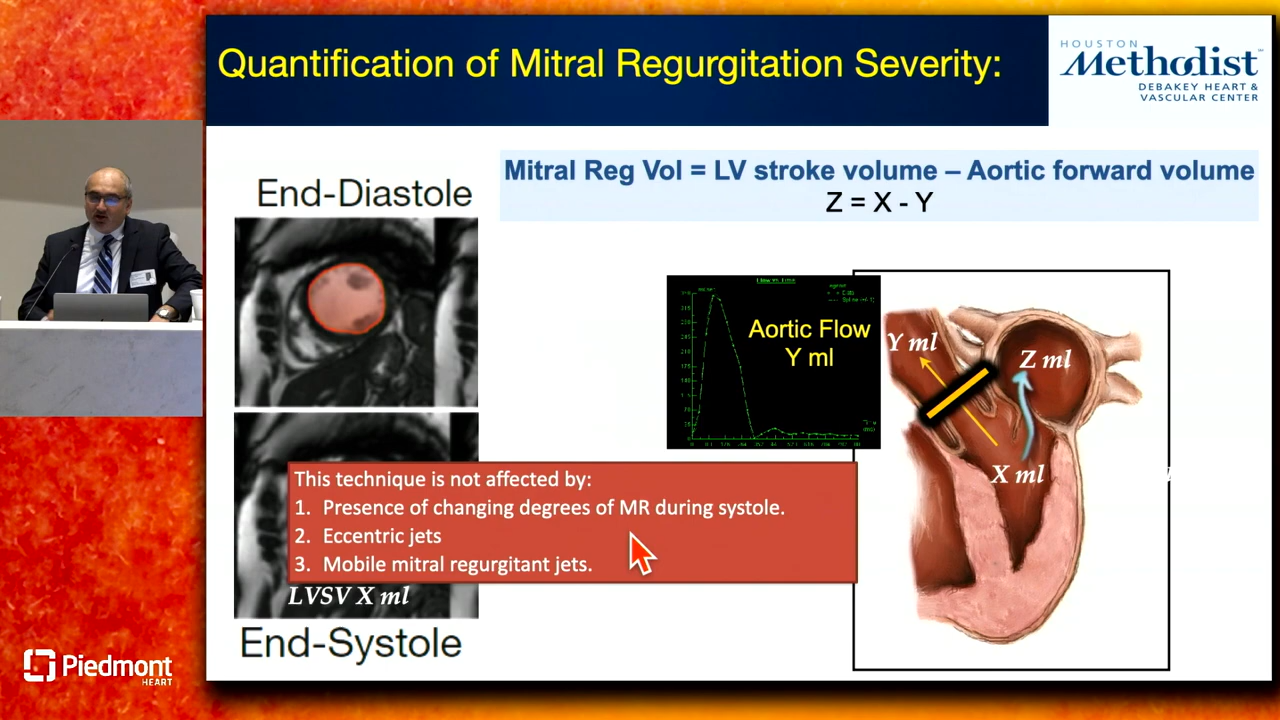 Quantification of Mitral Regurgitation Severity:
HOUSTON
Methodist
DEBAKEY HEART &
VASCULAR CENTER
Mitral Reg Vol = LV stroke volume – Aortic forward volume
Z = X - Y
End-Diastole
Flow vs Time
Aortic Flow
Y ml
Y ml
Z ml
X ml
This technique is not affected by:
1. Presence of changing degrees of MR during systole.
2. Eccentric jets
3. Mobile mitral regurgitant jets.
LVSV X ml
End-Systole
Piedmont
HEART